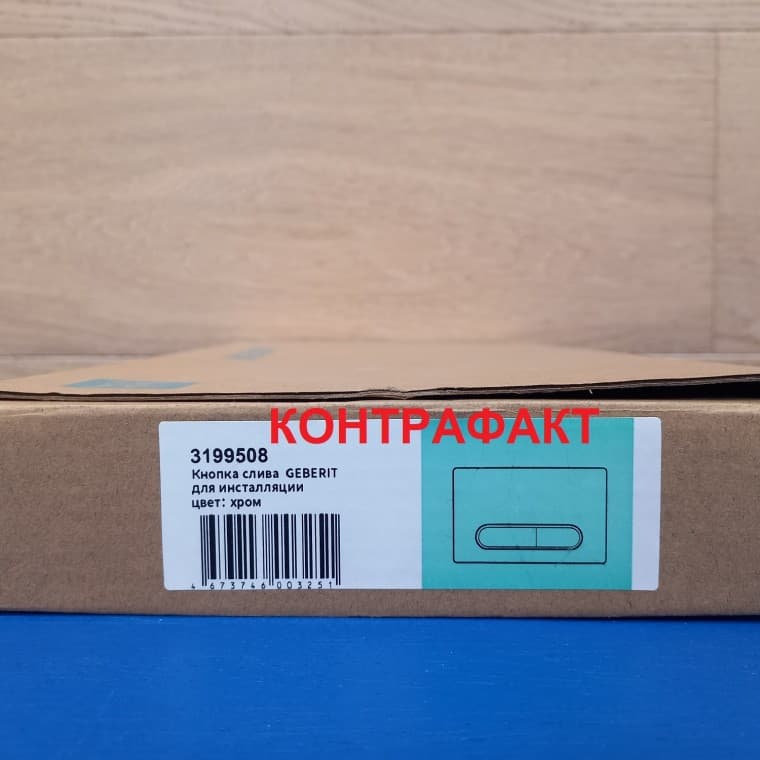 КОНТРАФАКТ
3199508
Кнопка слива GEBERIT
для инсталляции
цвет: хром
4 673746 003251